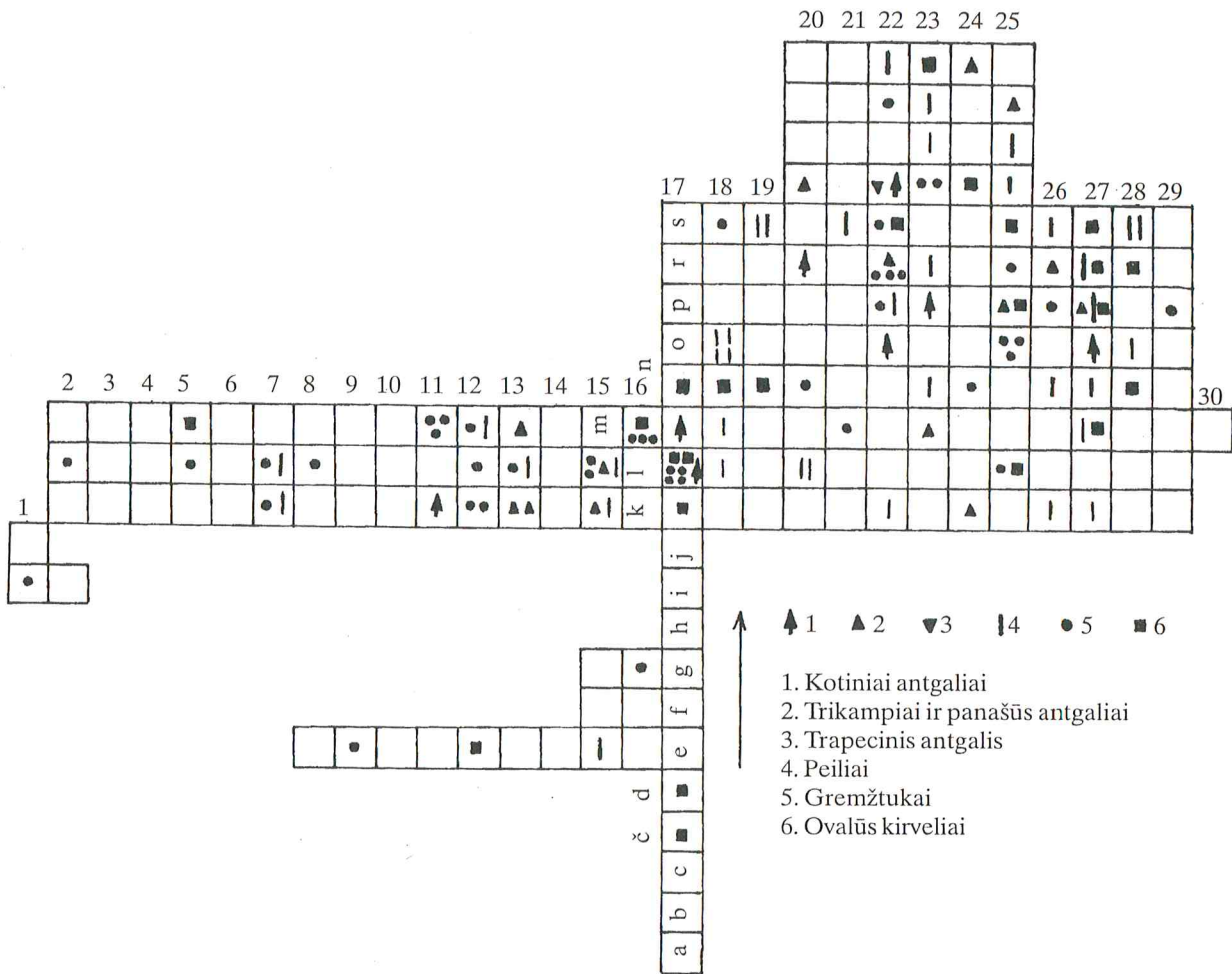 20 21 22 23 24 25
17 18 19 26 27 28 29
s
r
p
o
n
2 3 4 5 6 7 8 9 10 11 12 13 14 15 16 30
m
l
k
1
j
i
h
g
f
e
d
č
c
b
a
1 2 3 4 5 6
1. Kotiniai antgaliai
2. Trikampiai ir panašūs antgaliai
3. Trapecinis antgalis
4. Peiliai
5. Gremžtukai
6. Ovalūs kirveliai